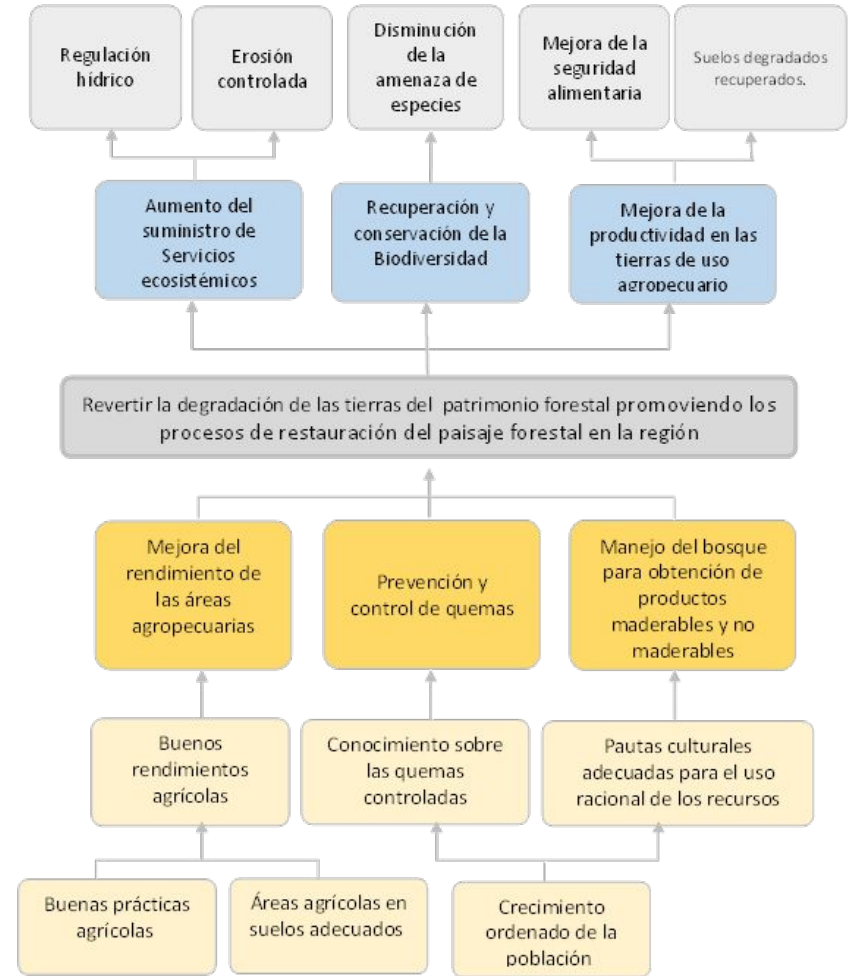 Regulación
hídrico
Erosión
controlada
Disminución
de la
amenaza de
especies
Mejora de la
seguridad
alimentaria
Suelos degradados
recuperados.
Aumento del
suministro de
Servicios
ecosistémicos
Recuperación y
conservación de la
Biodiversidad
Mejora de la
productividad en las
tierras de uso
agropecuario
Revertir la degradación de las tierras del patrimonio forestal promoviendo los
procesos de restauración del paisaje forestal en la región
Mejora del
rendimiento de
las áreas
agropecuarias
Prevención y
control de quemas
Manejo del bosque
para obtención de
productos
maderables y no
maderables
Buenos
rendimientos
agrícolas
Conocimiento sobre
las quemas
controladas
Pautas culturales
adecuadas para el uso
racional de los recursos
Buenas prácticas
agrícolas
Áreas agrícolas en
suelos adecuados
Crecimiento
ordenado de la
población